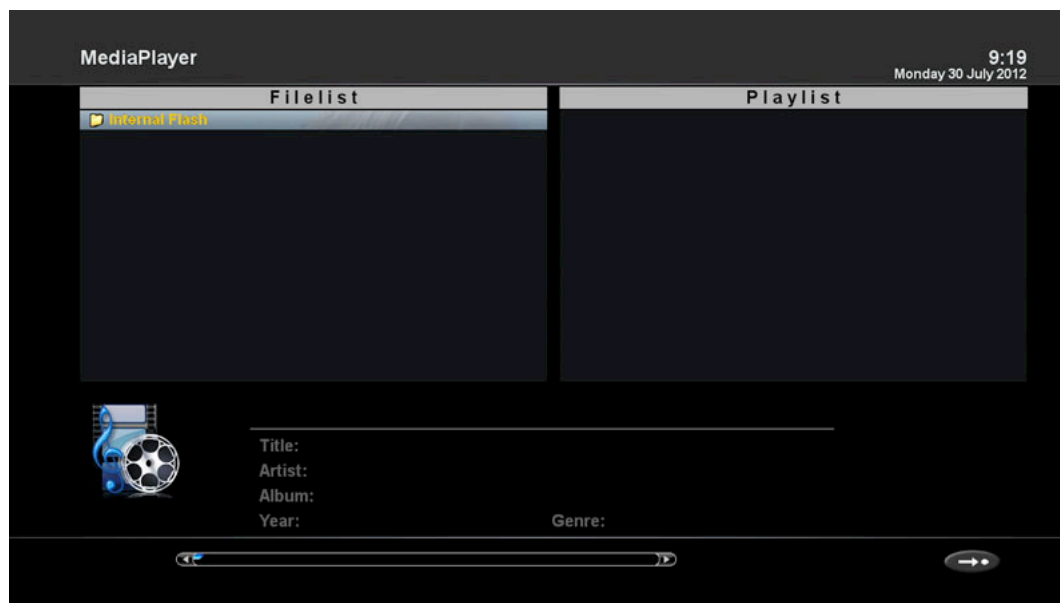 MediaPlayer
9:19
Monday 30 July 2012
Filelist
Playlist
Internal Flash
Title:
Artist:
Album:
Year:
Genre: